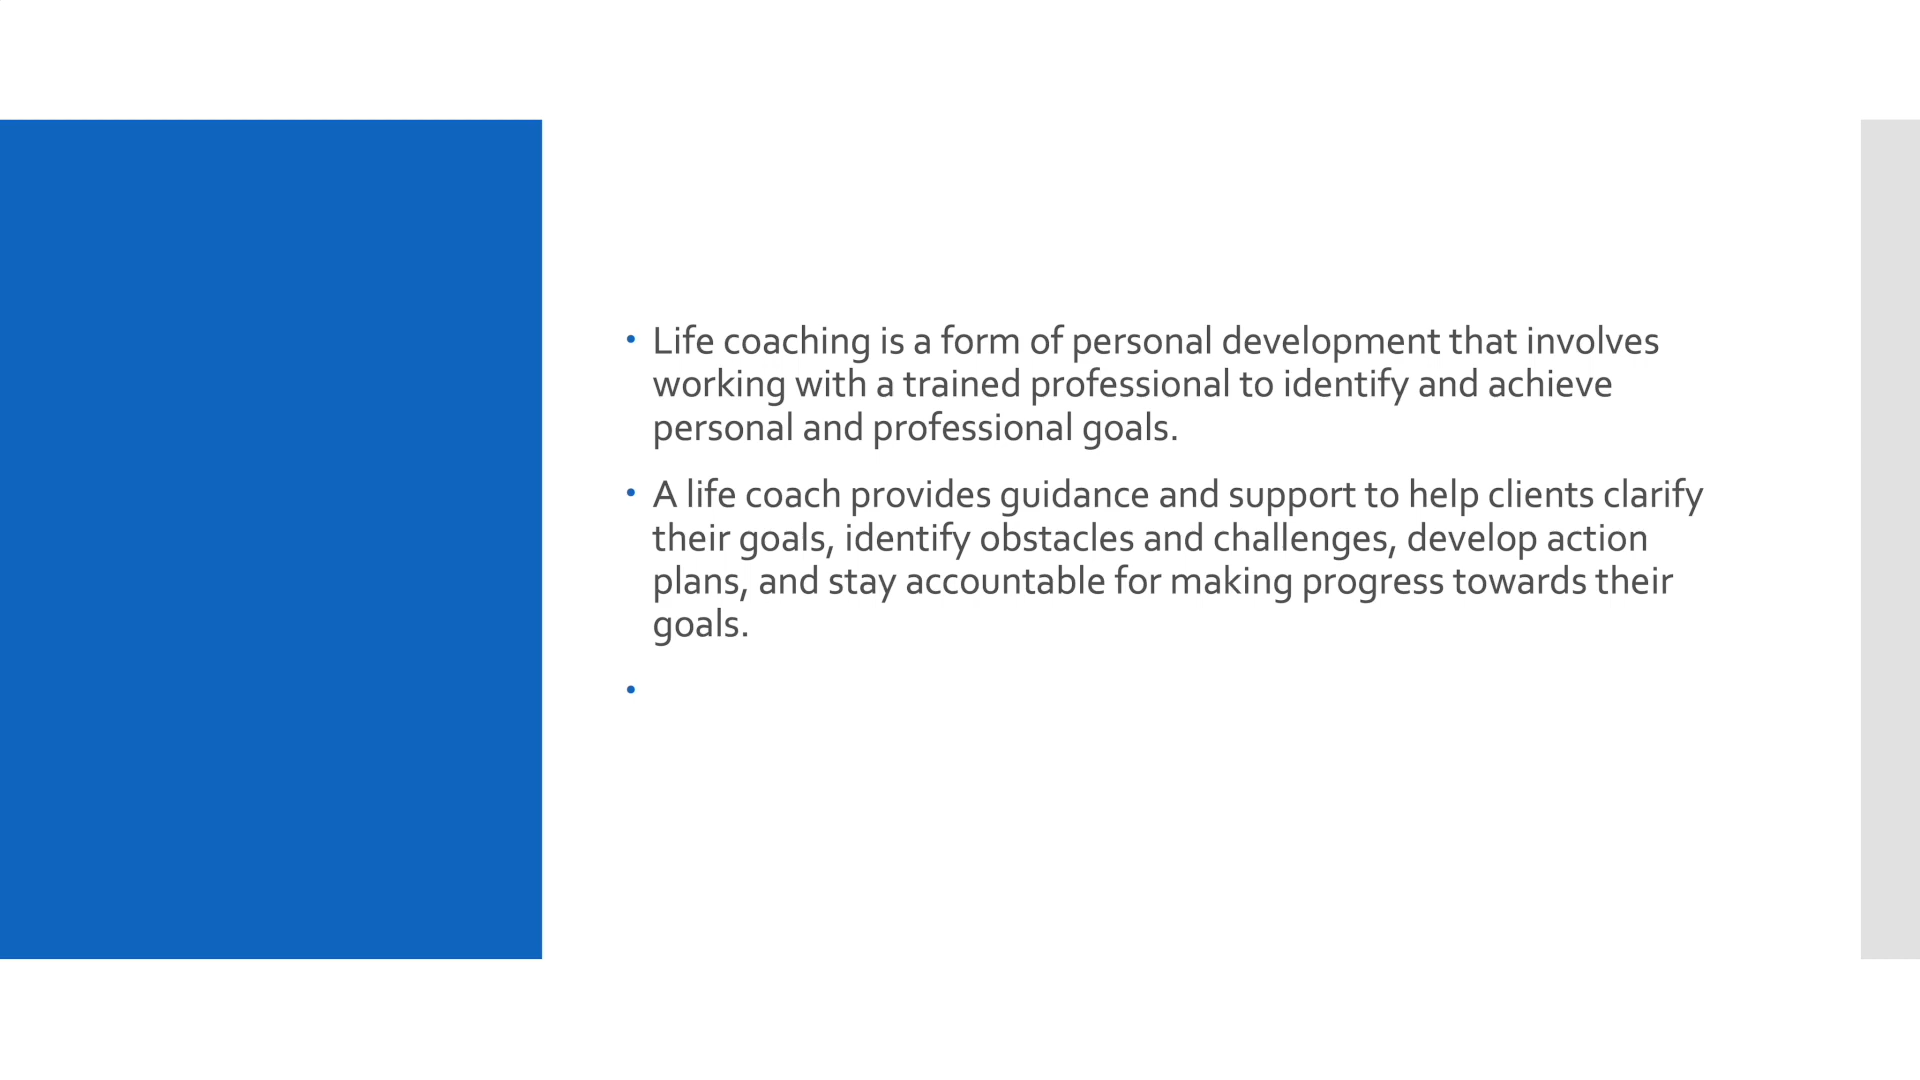 • Life coaching is a form of personal development that involves
working with a trained professional to identify and achieve
personal and professional goals.
• A life coach provides guidance and support to help clients clarify
their goals, identify obstacles and challenges, develop action
plans, and stay accountable for making progress towards their
goals.
•